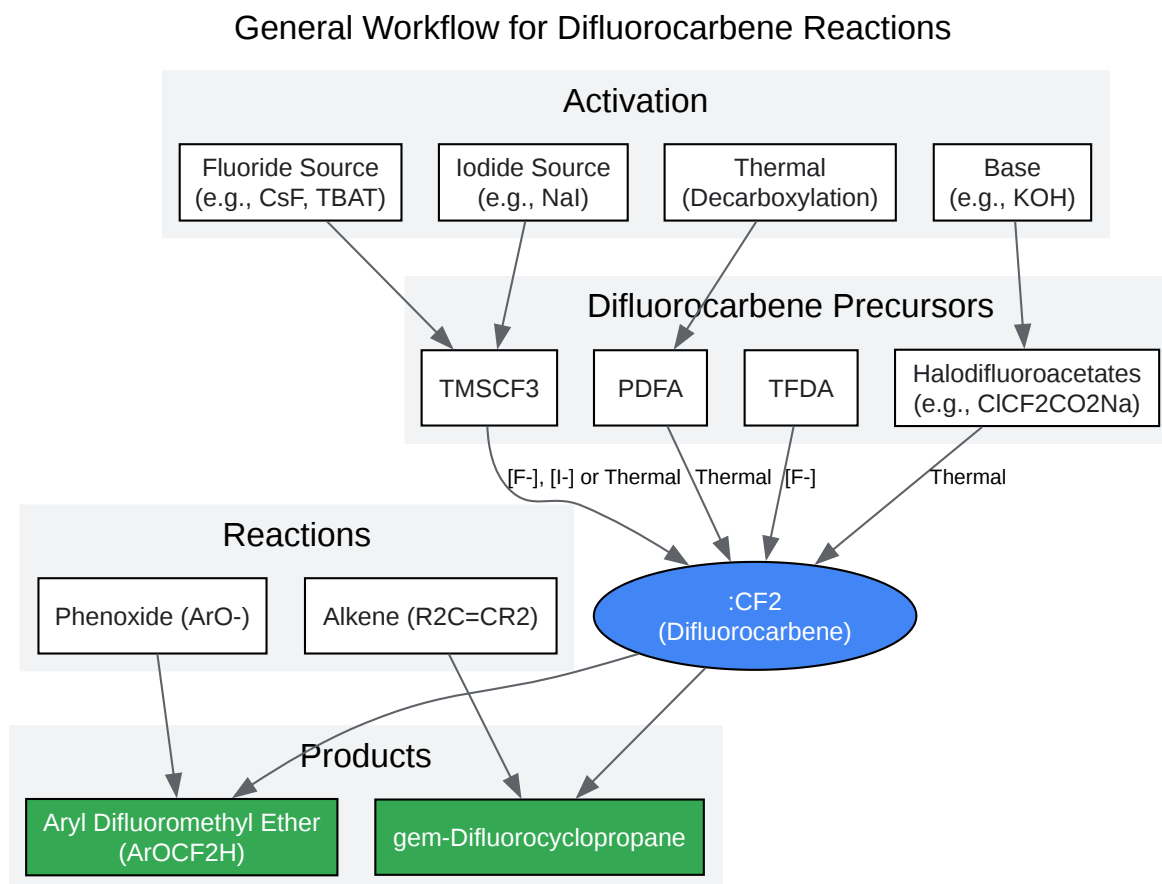 General Workflow for Difluorocarbene Reactions
Activation
Fluoride Source
(e.g., CsF, TBAT)
Iodide Source
(e.g., NaI)
Thermal
(Decarboxylation)
Base
(e.g., KOH)
Difluorocarbene Precursors
TMSCF3
PDFA
TFDA
Halodifluoroacetates
(e.g., ClCF2CO2Na)
[F-], [I-] or Thermal
Thermal
[F-]
Thermal
Reactions
Phenoxide (ArO-)
Alkene (R2C=CR2)
:CF2
(Difluorocarbene)
Products
Aryl Difluoromethyl Ether
(ArOCF2H)
gem-Difluorocyclopropane